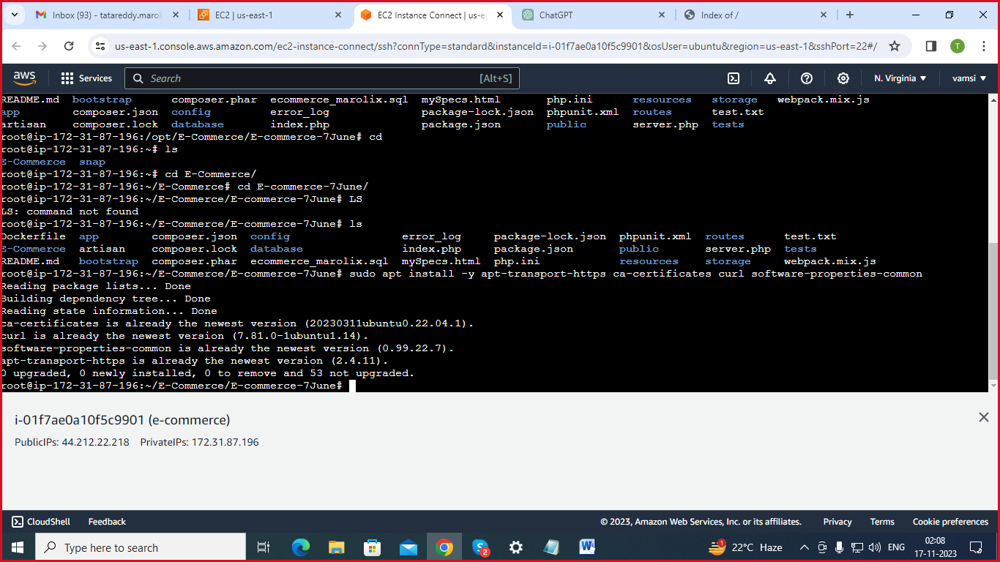 Inbox (93) - tatareddy.maroli
EC2 | us-east-1
EC2 Instance Connect | us-ea
ChatGPT
Index of /
us-east-1.console.aws.amazon.com/ec2-instance-connect/ssh?connType=standard&instanceId=i-01f7ae0a10f5c9901&osUser=ubuntu&region=us-east-1&sshPort=22#/
T
aws Services Search [Alt+S] N. Virginia vamsi
README.md bootstrap composer.phar ecommerce_marolix.sql mySpecs.html php.ini resources storage webpack.mix.js
app composer.json config error_log package-lock.json phpunit.xml routes test.txt
artisan composer.lock database index.php package.json public server.php tests
root@ip-172-31-87-196:/opt/E-Commerce/E-commerce-7June# cd
root@ip-172-31-87-196:~# ls
E-Commerce snap
root@ip-172-31-87-196:~# cd E-Commerce/
root@ip-172-31-87-196:~/E-Commerce# cd E-commerce-7June/
root@ip-172-31-87-196:~/E-Commerce/E-commerce-7June# LS
LS: command not found
root@ip-172-31-87-196:~/E-Commerce/E-commerce-7June# ls
Dockerfile app composer.json config error_log package-lock.json phpunit.xml routes test.txt
E-Commerce artisan composer.lock database index.php package.json public server.php tests
README.md bootstrap composer.phar ecommerce_marolix.sql mySpecs.html php.ini resources storage webpack.mix.js
root@ip-172-31-87-196:~/E-Commerce/E-commerce-7June# sudo apt install -y apt-transport-https ca-certificates curl software-properties-common
Reading package lists... Done
Building dependency tree... Done
Reading state information... Done
ca-certificates is already the newest version (20230311ubuntu0.22.04.1).
curl is already the newest version (7.81.0-1ubuntu1.14).
software-properties-common is already the newest version (0.99.22.7).
apt-transport-https is already the newest version (2.4.11).
0 upgraded, 0 newly installed, 0 to remove and 53 not upgraded.
root@ip-172-31-87-196:~/E-Commerce/E-commerce-7June#
i-01f7ae0a10f5c9901 (e-commerce)
PublicIPs: 44.212.22.218 PrivateIPs: 172.31.87.196
CloudShell Feedback © 2023, Amazon Web Services, Inc. or its affiliates. Privacy Terms Cookie preferences
Type here to search
2
1
22°C Haze
ENG
02:08
17-11-2023